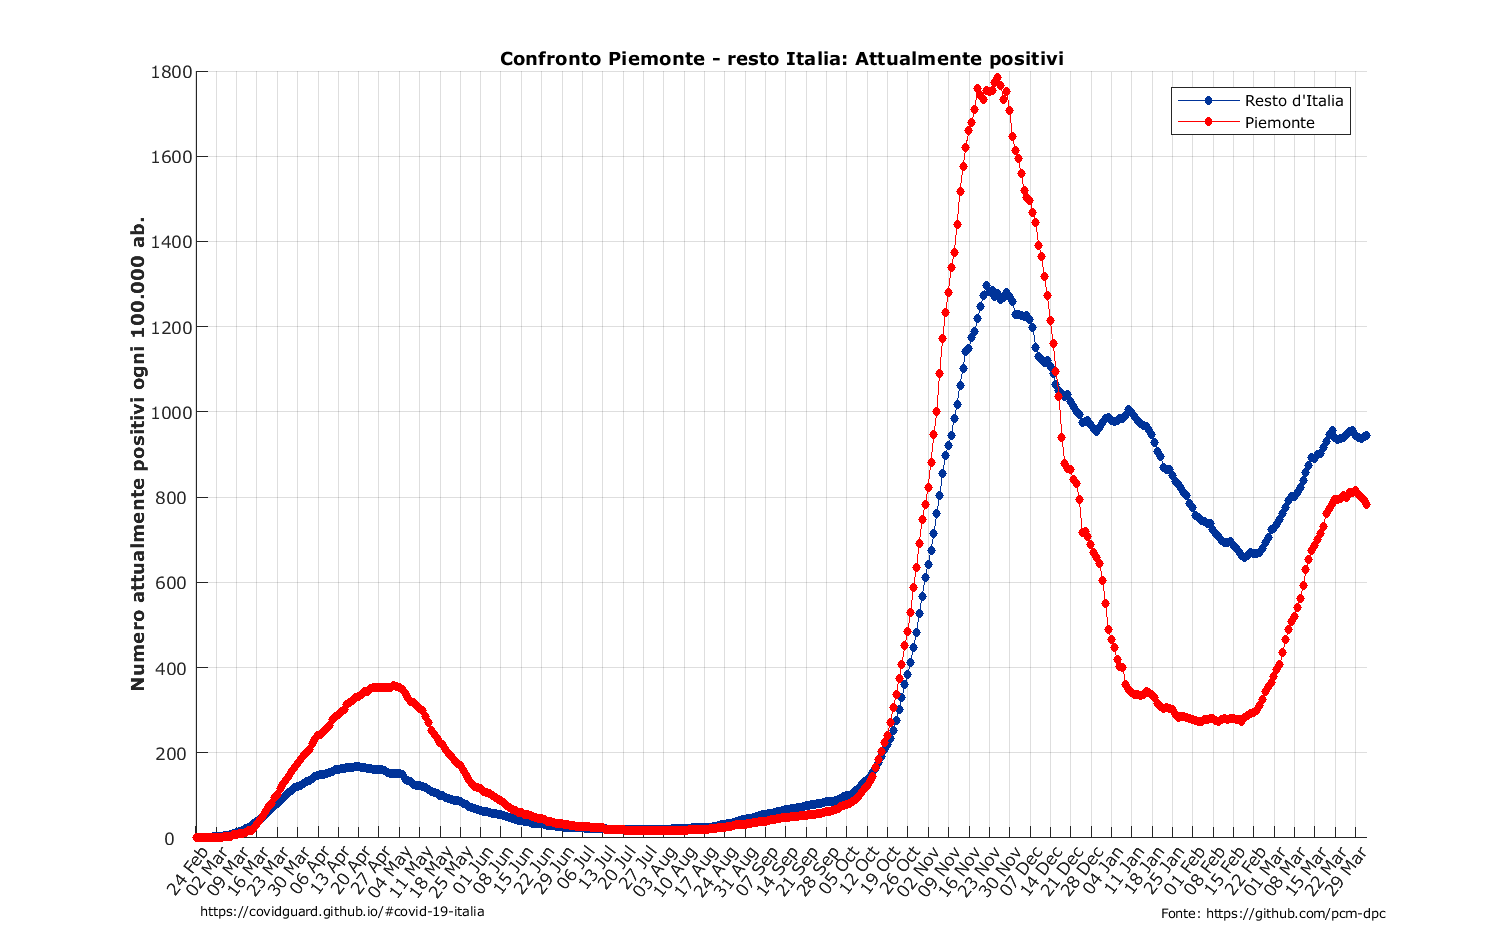 Confronto Piemonte - resto Italia: Attualmente positivi
Resto d'Italia
Piemonte
Numero attualmente positivi ogni 100.000 ab.
1800
1600
1400
1200
1000
800
600
400
200
0
24 Feb
02 Mar
09 Mar
16 Mar
23 Mar
30 Mar
06 Apr
13 Apr
20 Apr
27 Apr
04 May
11 May
18 May
25 May
01 Jun
08 Jun
15 Jun
22 Jun
29 Jun
06 Jul
13 Jul
20 Jul
27 Jul
03 Aug
10 Aug
17 Aug
24 Aug
31 Aug
07 Sep
14 Sep
21 Sep
28 Sep
05 Oct
12 Oct
19 Oct
26 Oct
02 Nov
09 Nov
16 Nov
23 Nov
30 Nov
07 Dec
14 Dec
21 Dec
28 Dec
04 Jan
11 Jan
18 Jan
25 Jan
01 Feb
08 Feb
15 Feb
22 Feb
01 Mar
08 Mar
15 Mar
22 Mar
29 Mar
https://covidguard.github.io/#covid-19-italia
Fonte: https://github.com/pcm-dpc